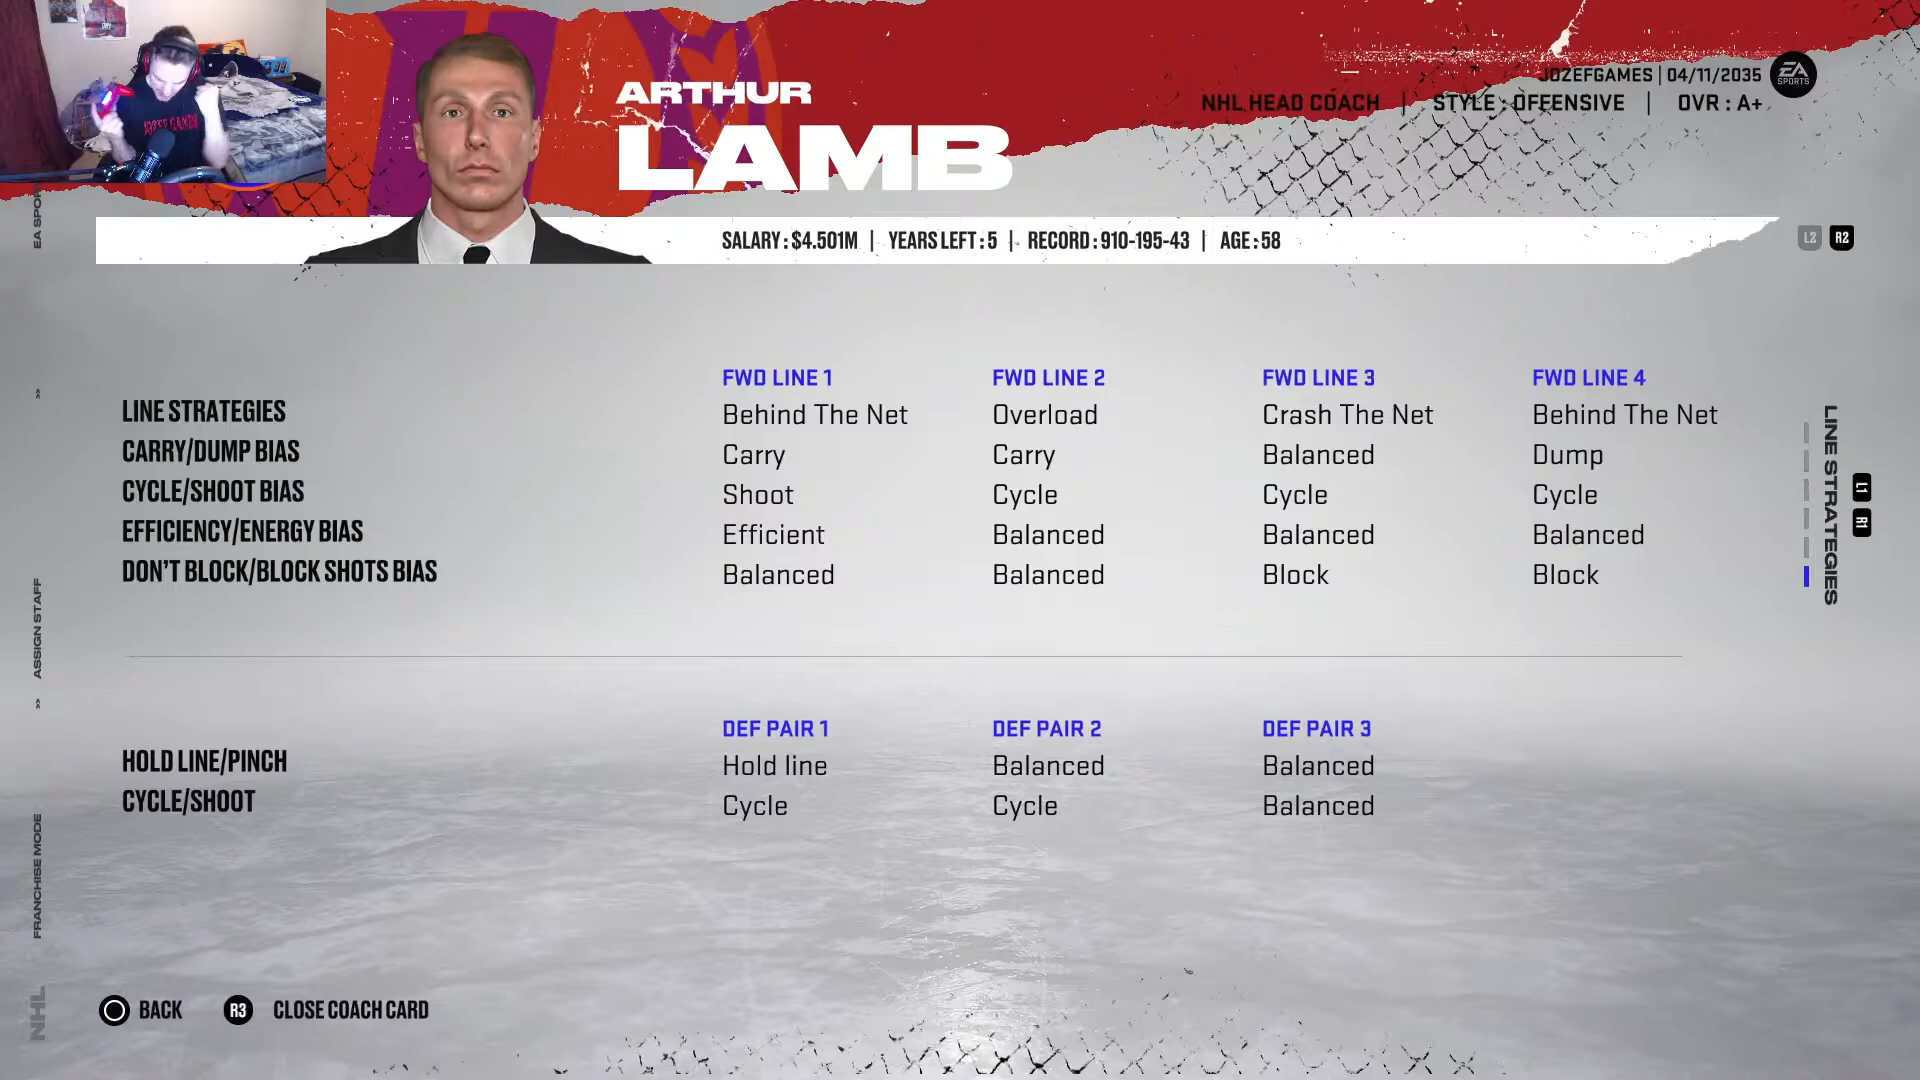 JOZEFGAMES | 04/11/2035
EA SPORTS
ARTHUR
LAMB
NHL HEAD COACH | STYLE : OFFENSIVE | OVR : A+
SALARY : $4.501M | YEARS LEFT : 5 | RECORD : 910-195-43 | AGE : 58
L2 R2
FWD LINE 1 FWD LINE 2 FWD LINE 3 FWD LINE 4
LINE STRATEGIES Behind The Net Overload Crash The Net Behind The Net
CARRY/DUMP BIAS Carry Carry Balanced Dump
CYCLE/SHOOT BIAS Shoot Cycle Cycle Cycle
EFFICIENCY/ENERGY BIAS Efficient Balanced Balanced Balanced
DON'T BLOCK/BLOCK SHOTS BIAS Balanced Balanced Block Block
DEF PAIR 1 DEF PAIR 2 DEF PAIR 3
HOLD LINE/PINCH Hold line Balanced Balanced
CYCLE/SHOOT Cycle Cycle Balanced
LINE STRATEGIES
L1 R1
NHL FRANCHISE MODE >> ASSIGN STAFF >> EA SPOR
BACK R3 CLOSE COACH CARD